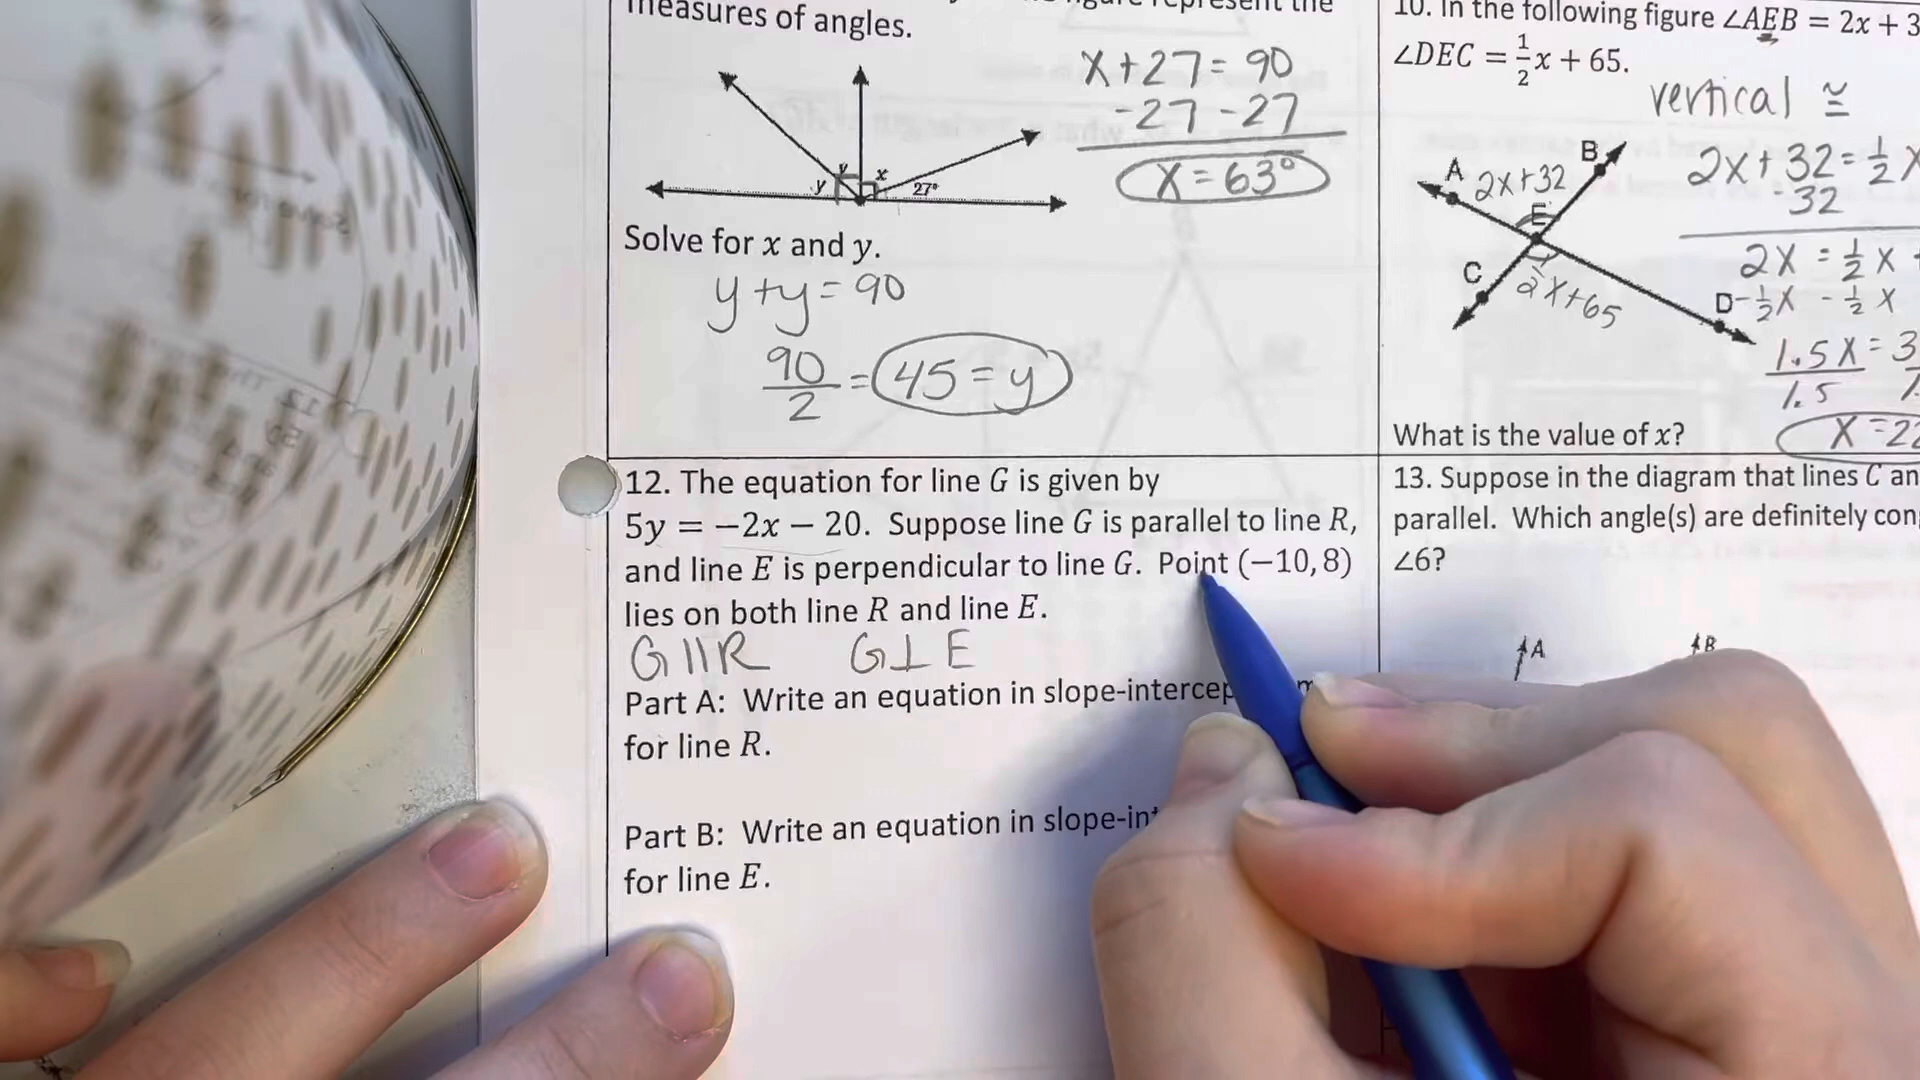 measures of angles.
x+27=90
-27 -27
x=63°
y
y
x
27°
Solve for x and y.
y+y=90
90
2
=45=y
10. In the following figure ∠AEB = 2x + 3
∠DEC = 1/2x + 65.
vertical ≅
A
2x+32
B
E
C
D
2x+32=1/2x
-32
2x=1/2x
-1/2x -1/2x
1.5x=3
1.5
x=22
What is the value of x?
12. The equation for line G is given by
5y = −2x − 20. Suppose line G is parallel to line R,
and line E is perpendicular to line G. Point (−10, 8)
lies on both line R and line E.
G||R G⊥E
Part A: Write an equation in slope-intercep
for line R.
Part B: Write an equation in slope-int
for line E.
13. Suppose in the diagram that lines C an
parallel. Which angle(s) are definitely con
∠6?
A
B